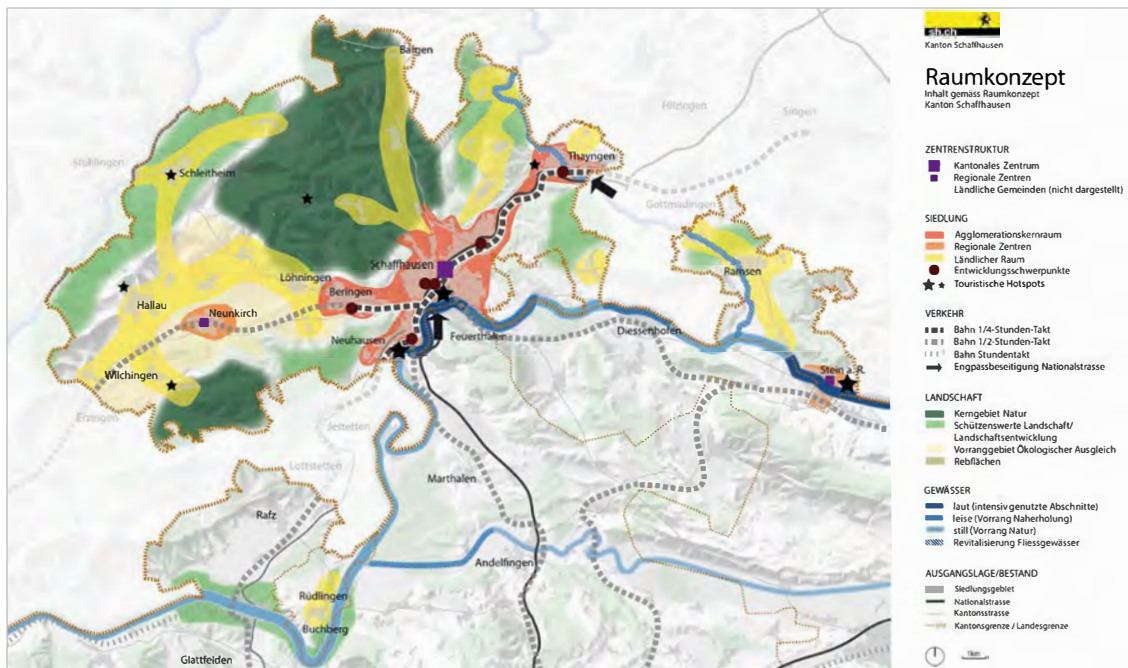 Bargen
Hilzingen
Singen
Stühlingen
Schleitheim
Thayngen
Gottmadingen
Schaffhausen
Löhningen
Ramsen
Beringen
Hallau
Neunkirch
Neuhausen
Feuerthalen
Diessenhofen
Wilchingen
Stein a. R.
Erzingen
Jestetten
Lottstetten
Marthalen
Rafz
Andelfingen
Rüdlingen
Buchberg
Glattfelden
sh.ch
Kanton Schaffhausen
Raumkonzept
Inhalt gemäss Raumkonzept
Kanton Schaffhausen
ZENTRENSTRUKTUR
Kantonales Zentrum
Regionale Zentren
Ländliche Gemeinden (nicht dargestellt)
SIEDLUNG
Agglomerationskernraum
Regionale Zentren
Ländlicher Raum
Entwicklungsschwerpunkte
Touristische Hotspots
VERKEHR
Bahn 1/4-Stunden-Takt
Bahn 1/2-Stunden-Takt
Bahn Stundentakt
Engpassbeseitigung Nationalstrasse
LANDSCHAFT
Kerngebiet Natur
Schützenswerte Landschaft/
Landschaftsentwicklung
Vorranggebiet Ökologischer Ausgleich
Rebflächen
GEWÄSSER
laut (intensiv genutzte Abschnitte)
leise (Vorrang Naherholung)
still (Vorrang Natur)
Revitalisierung Fliessgewässer
AUSGANGSLAGE/BESTAND
Siedlungsgebiet
Nationalstrasse
Kantonsstrasse
Kantonsgrenze / Landesgrenze
1km